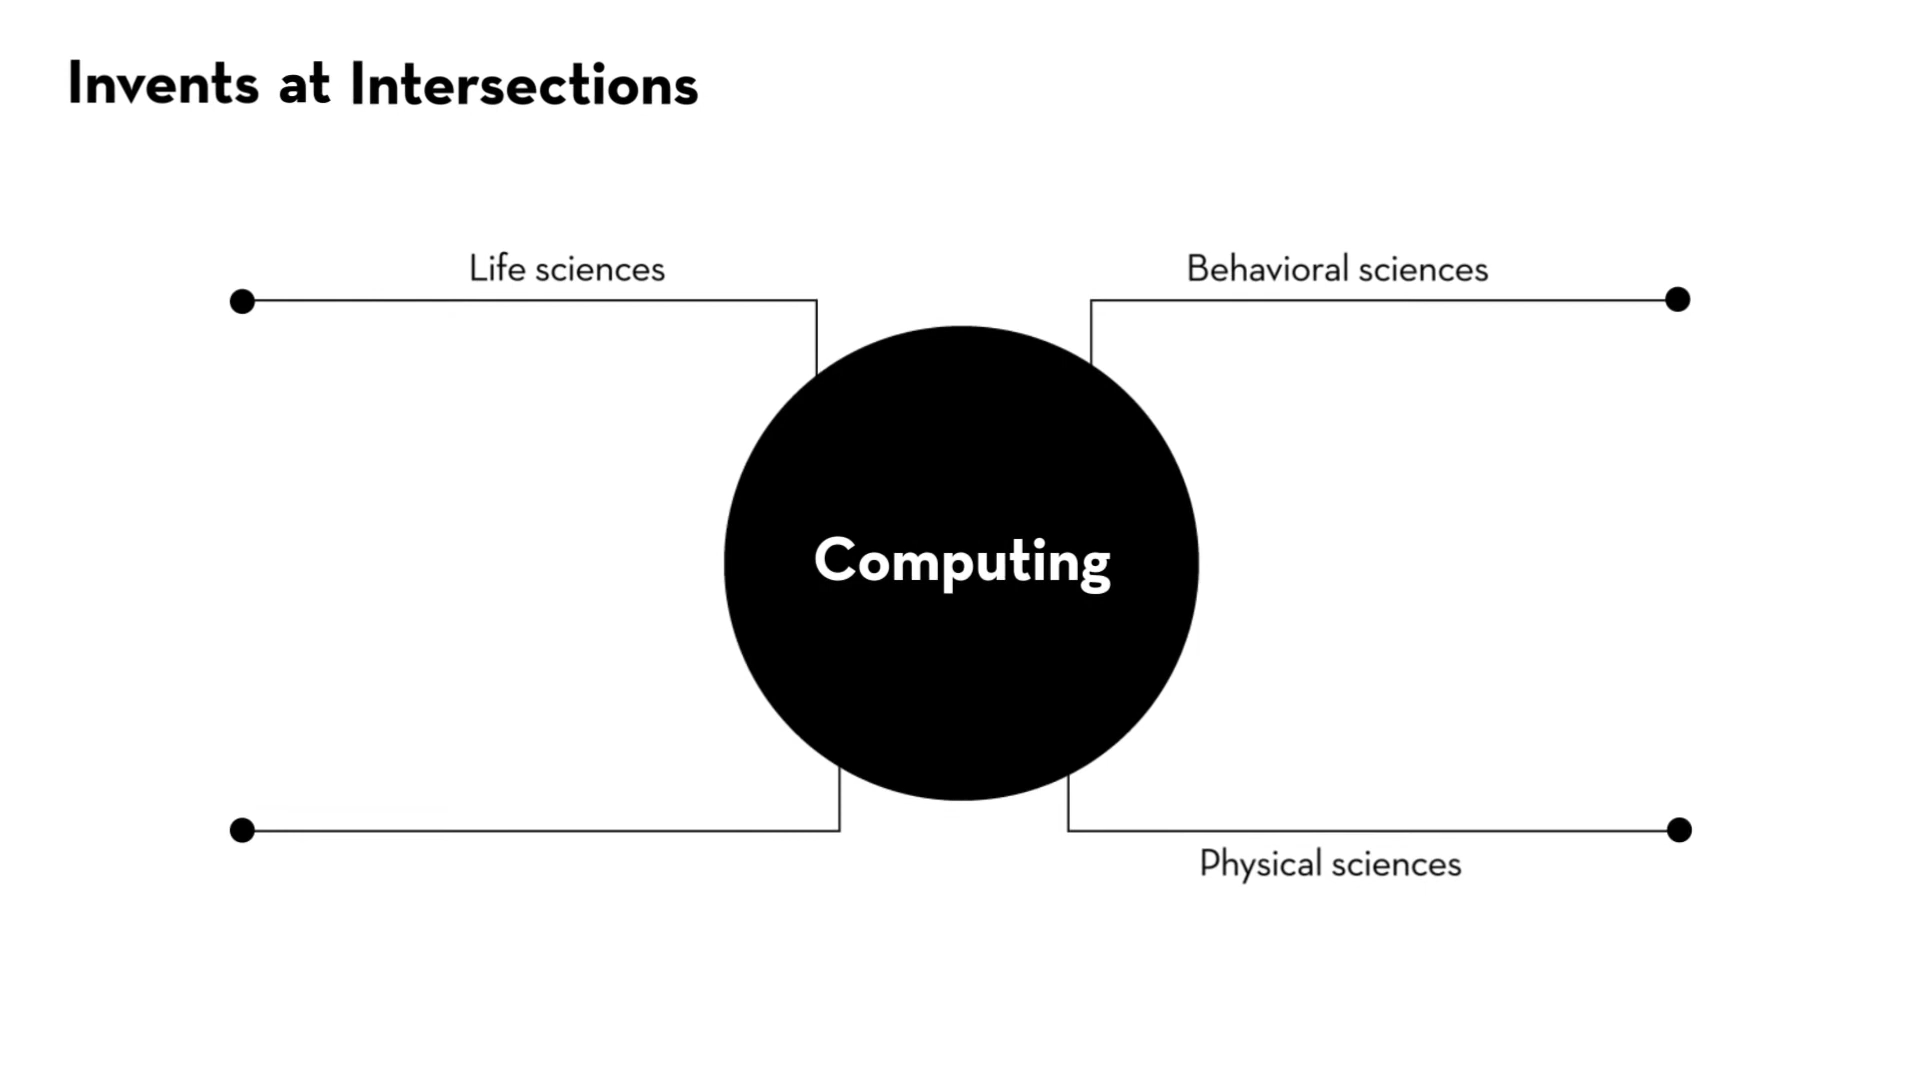 Invents at Intersections
Life sciences
Behavioral sciences
Computing
Physical sciences